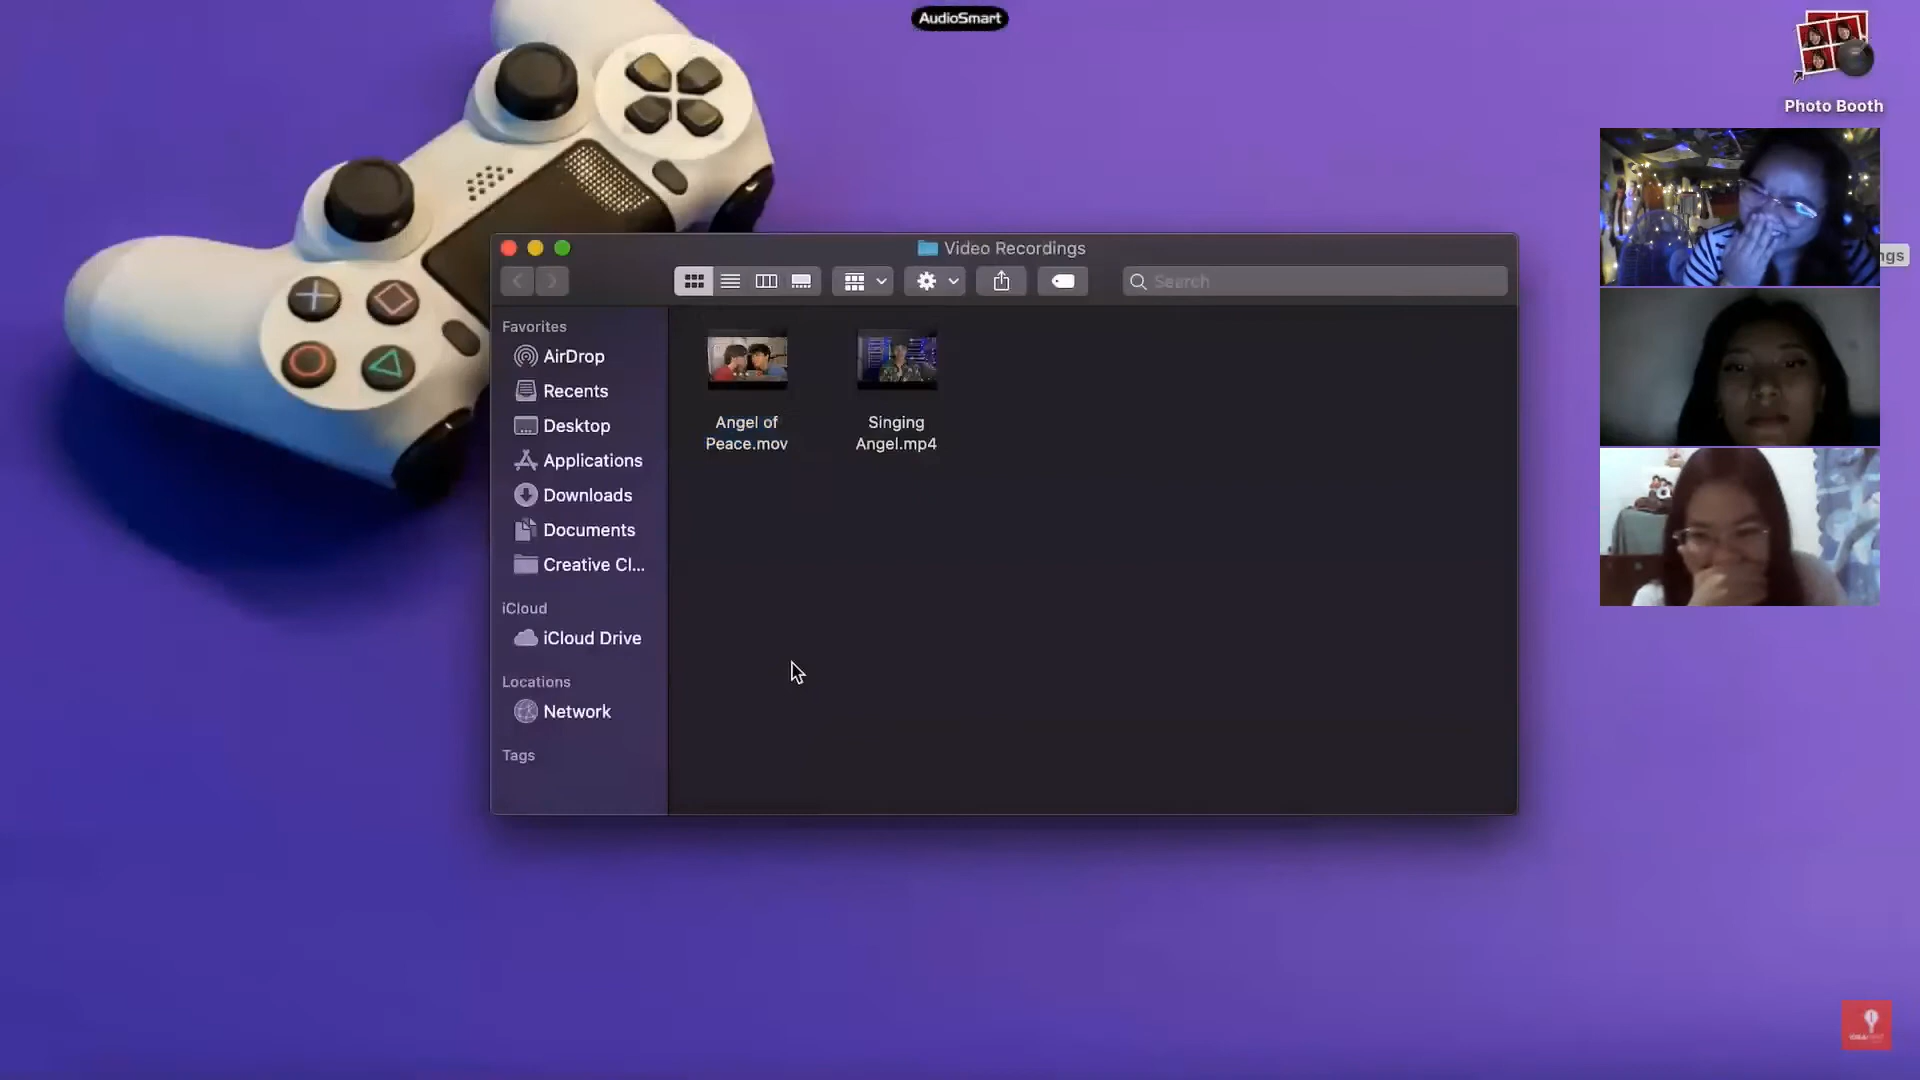 AudioSmart
Photo Booth
Video Recordings
ngs
Search
Favorites
AirDrop
Recents
Desktop
Applications
Downloads
Documents
Creative Cl...
iCloud
iCloud Drive
Locations
Network
Tags
Angel of
Peace.mov
Singing
Angel.mp4